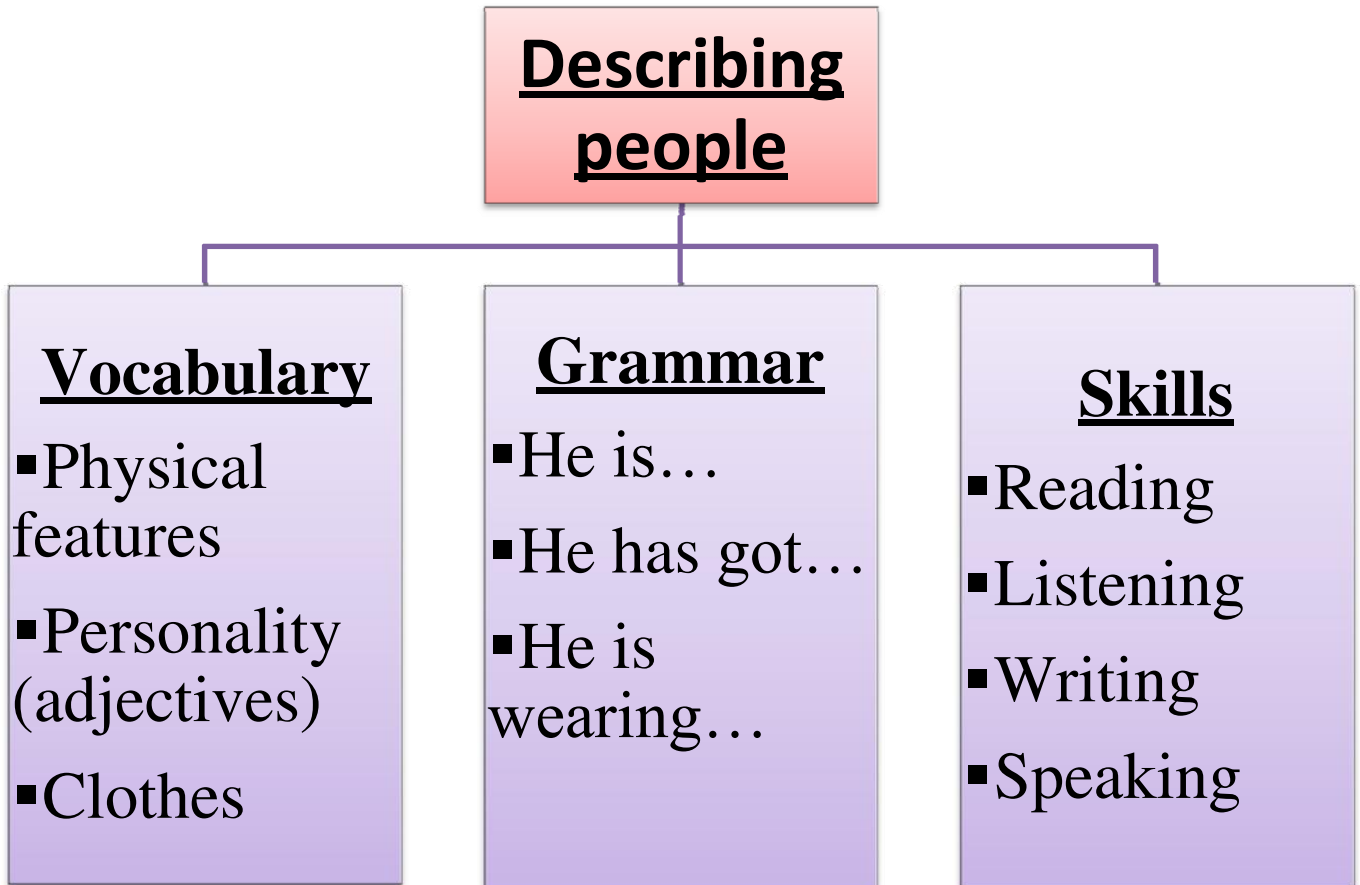 Describing
people
Vocabulary
▪Physical
features
▪Personality
(adjectives)
▪Clothes
Grammar
▪He is…
▪He has got…
▪He is
wearing…
Skills
▪Reading
▪Listening
▪Writing
▪Speaking